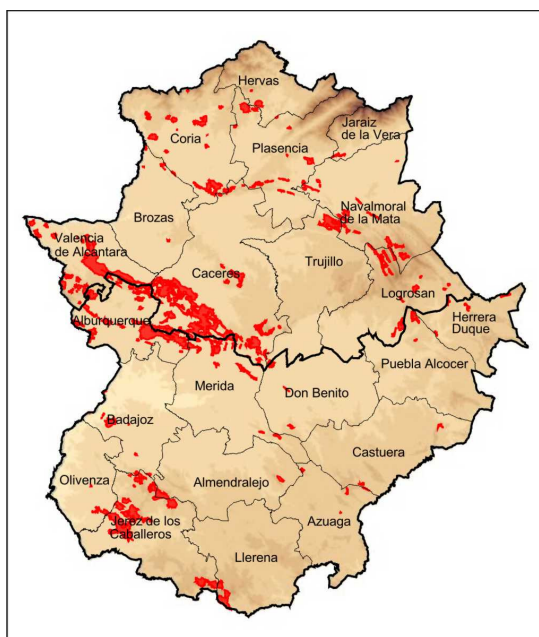 Hervas
Jaraiz
de la Vera
Coria
Plasencia
Navalmoral
de la Mata
Brozas
Valencia
de Alcantara
Caceres
Trujillo
Logrosan
Alburquerque
Herrera
Duque
Puebla Alcocer
Merida
Don Benito
Badajoz
Castuera
Olivenza
Almendralejo
Jerez de los
Caballeros
Azuaga
Llerena